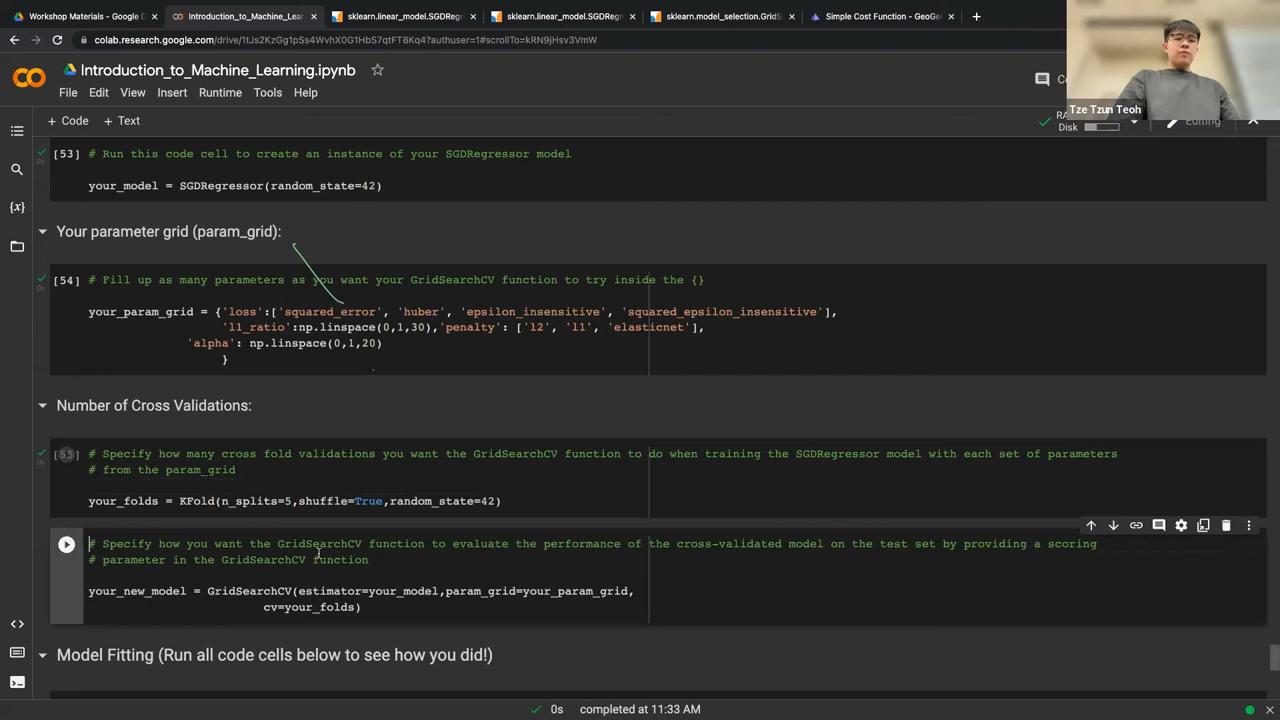 Workshop Materials - Google D
Introduction_to_Machine_Learni
sklearn.linear_model.SGDRegre
sklearn.linear_model.SGDRegre
sklearn.model_selection.GridS
Simple Cost Function - GeoGe
colab.research.google.com/drive/1tJs2KzGg1pSs4WvhX0G1HbS7qtFT8Kq4?authuser=1#scrollTo=kRN9jHsv3VmW
Introduction_to_Machine_Learning.ipynb
File Edit View Insert Runtime Tools Help
Tze Tzun Teoh
+ Code + Text
Disk
Editing
[53] # Run this code cell to create an instance of your SGDRegressor model
your_model = SGDRegressor(random_state=42)
Your parameter grid (param_grid):
[54] # Fill up as many parameters as you want your GridSearchCV function to try inside the {}
your_param_grid = {'loss':['squared_error', 'huber', 'epsilon_insensitive', 'squared_epsilon_insensitive'],
'l1_ratio':np.linspace(0,1,30),'penalty': ['l2', 'l1', 'elasticnet'],
'alpha': np.linspace(0,1,20)
}
Number of Cross Validations:
[55] # Specify how many cross fold validations you want the GridSearchCV function to do when training the SGDRegressor model with each set of parameters
# from the param_grid
your_folds = KFold(n_splits=5,shuffle=True,random_state=42)
# Specify how you want the GridSearchCV function to evaluate the performance of the cross-validated model on the test set by providing a scoring
# parameter in the GridSearchCV function
your_new_model = GridSearchCV(estimator=your_model,param_grid=your_param_grid,
cv=your_folds)
Model Fitting (Run all code cells below to see how you did!)
0s completed at 11:33 AM